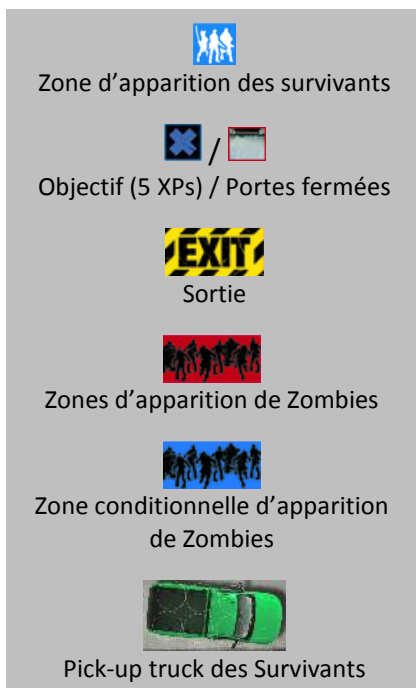 Zone d’apparition des survivants
/
Objectif (5 XPs) / Portes fermées
EXIT
Sortie
Zones d’apparition de Zombies
Zone conditionnelle d’apparition
de Zombies
Pick-up truck des Survivants